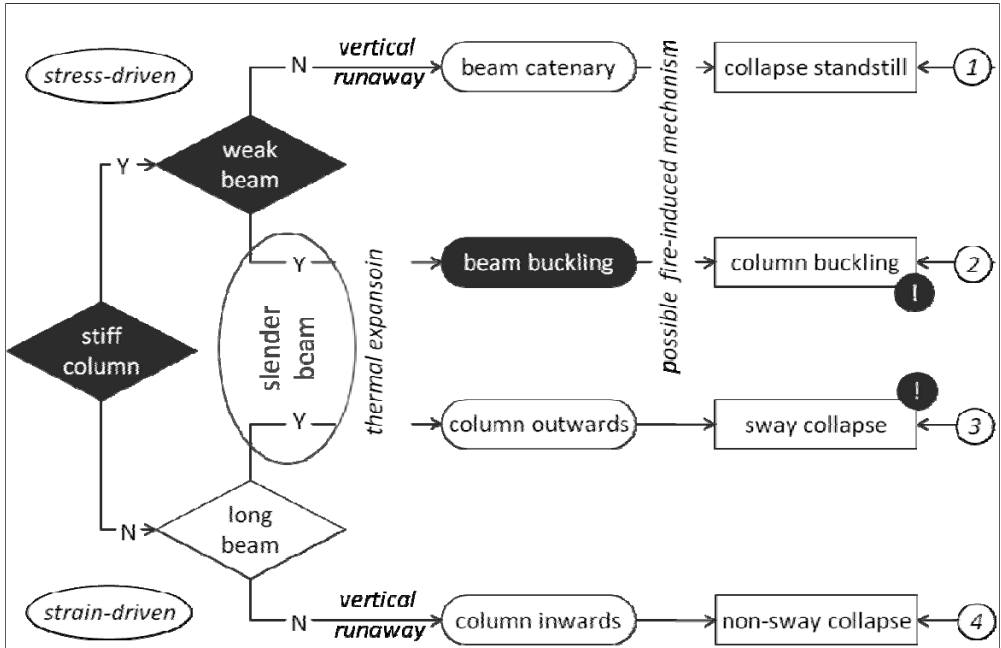 stress-driven
N
vertical
runaway
beam catenary
collapse standstill
1
weak
beam
Y
possible fire-induced mechanism
Y
beam buckling
column buckling
2
!
stiff
column
slender
beam
thermal expansoin
!
Y
column outwards
sway collapse
3
long
beam
N
strain-driven
N
vertical
runaway
column inwards
non-sway collapse
4